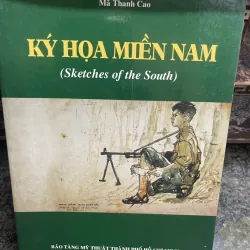 Mã Thanh Cao
KÝ HỌA MIỀN NAM
(Sketches of the South)
BẢO TÀNG MỸ THUẬT THÀNH PHỐ HỒ CHÍ MINH